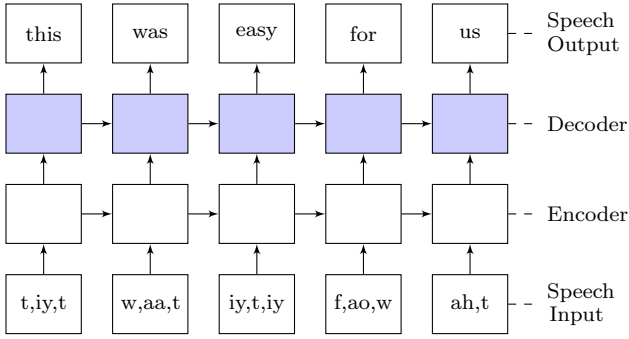 this was easy for us Speech
Output
Decoder
Encoder
t,iy,t w,aa,t iy,t,iy f,ao,w ah,t Speech
Input